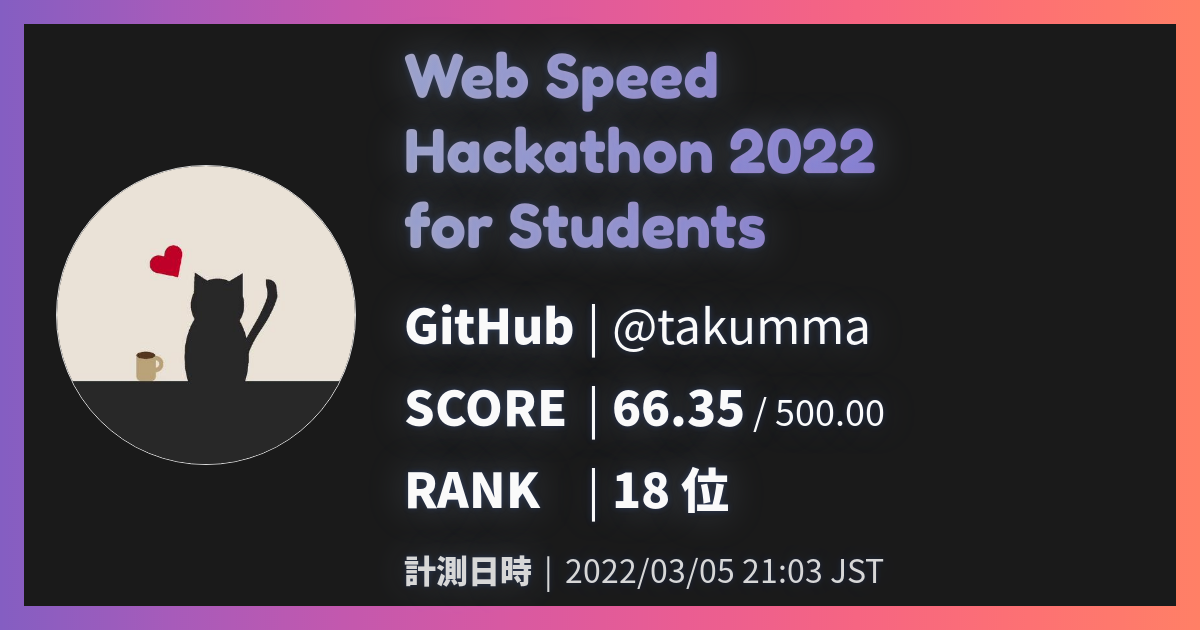 Web Speed
Hackathon 2022
for Students
GitHub | @takumma
SCORE | 66.35 / 500.00
RANK | 18 位
計測日時 | 2022/03/05 21:03 JST